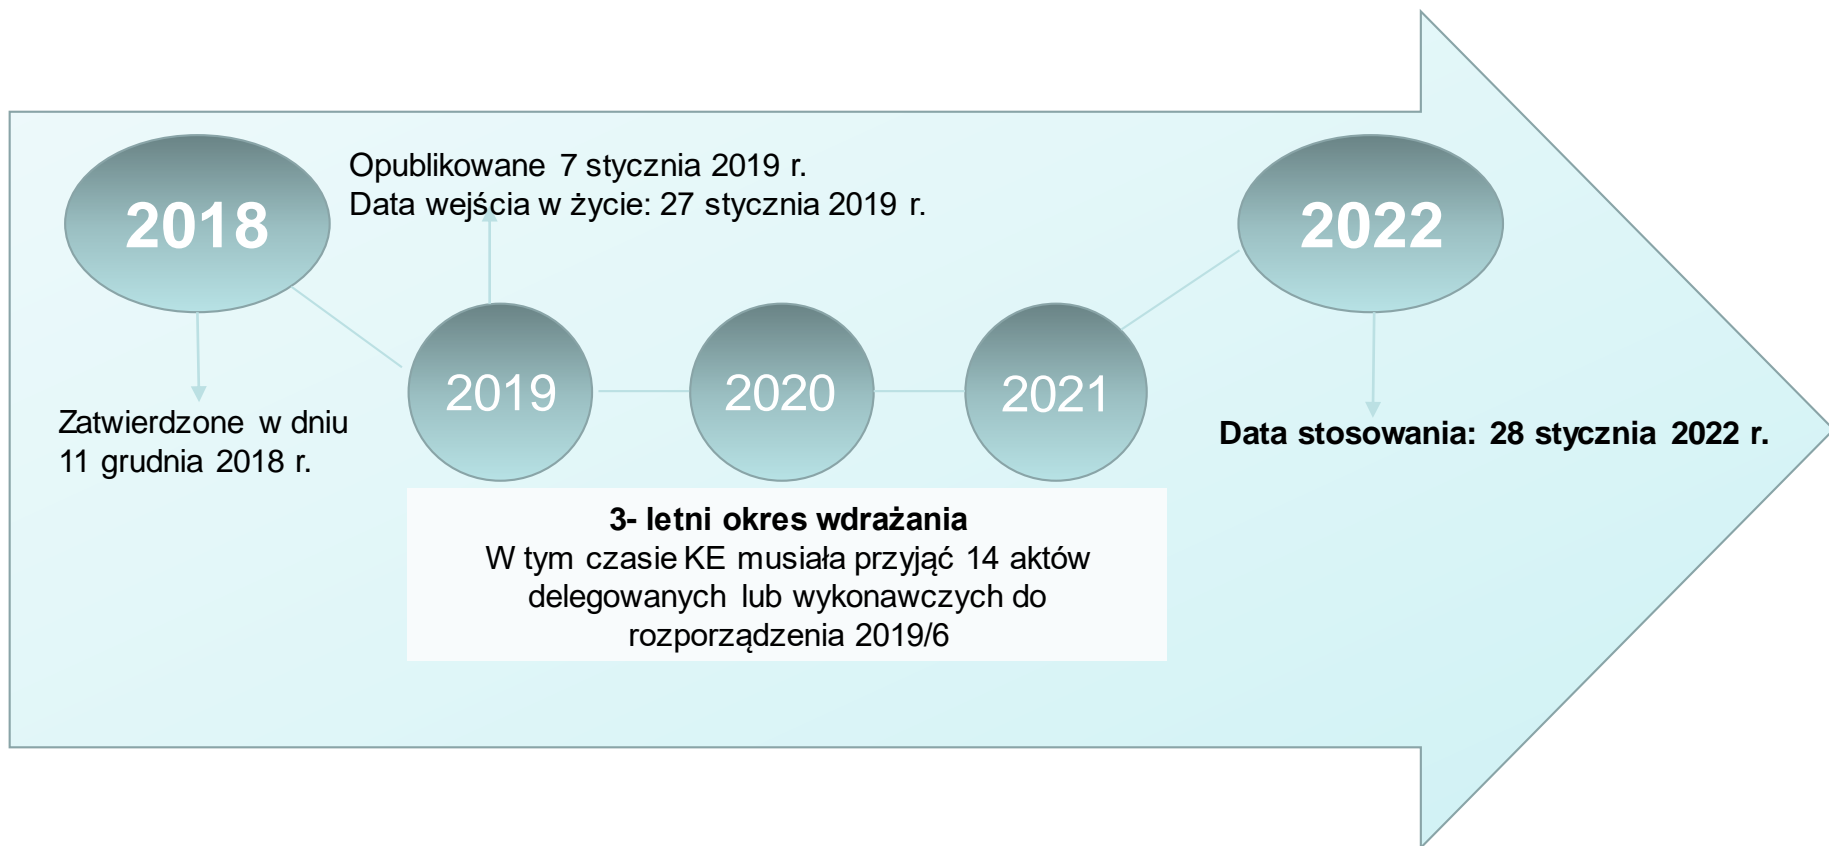 2018
Opublikowane 7 stycznia 2019 r.
Data wejścia w życie: 27 stycznia 2019 r.
2022
2019
2020
2021
Zatwierdzone w dniu
11 grudnia 2018 r.
Data stosowania: 28 stycznia 2022 r.
3- letni okres wdrażania
W tym czasie KE musiała przyjąć 14 aktów
delegowanych lub wykonawczych do
rozporządzenia 2019/6